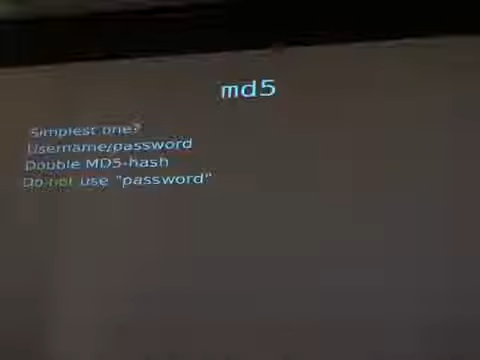 md5
Simplest one?
Username/password
Double MD5-hash
Do not use "password"